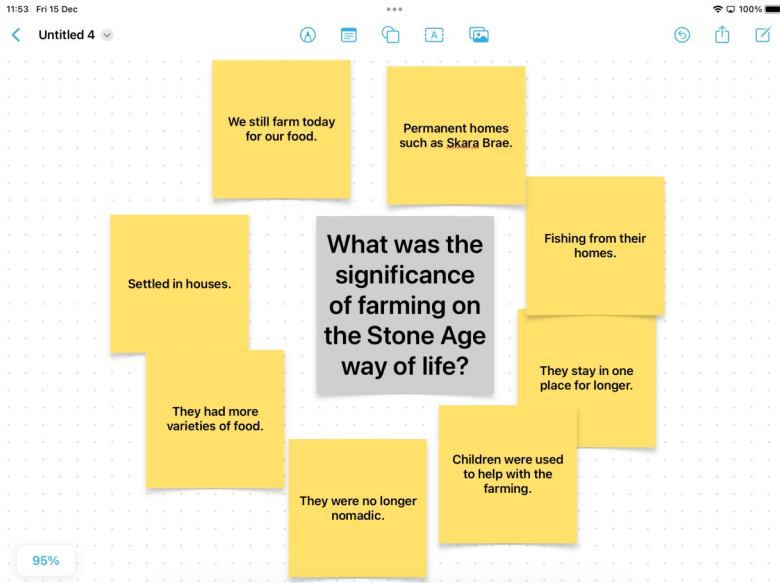 11:53 Fri 15 Dec
100%
Untitled 4
A
We still farm today
for our food.
Permanent homes
such as Skara Brae.
Fishing from their
homes.
Settled in houses.
What was the
significance
of farming on
the Stone Age
way of life?
They stay in one
place for longer.
They had more
varieties of food.
Children were used
to help with the
farming.
They were no longer
nomadic.
95%